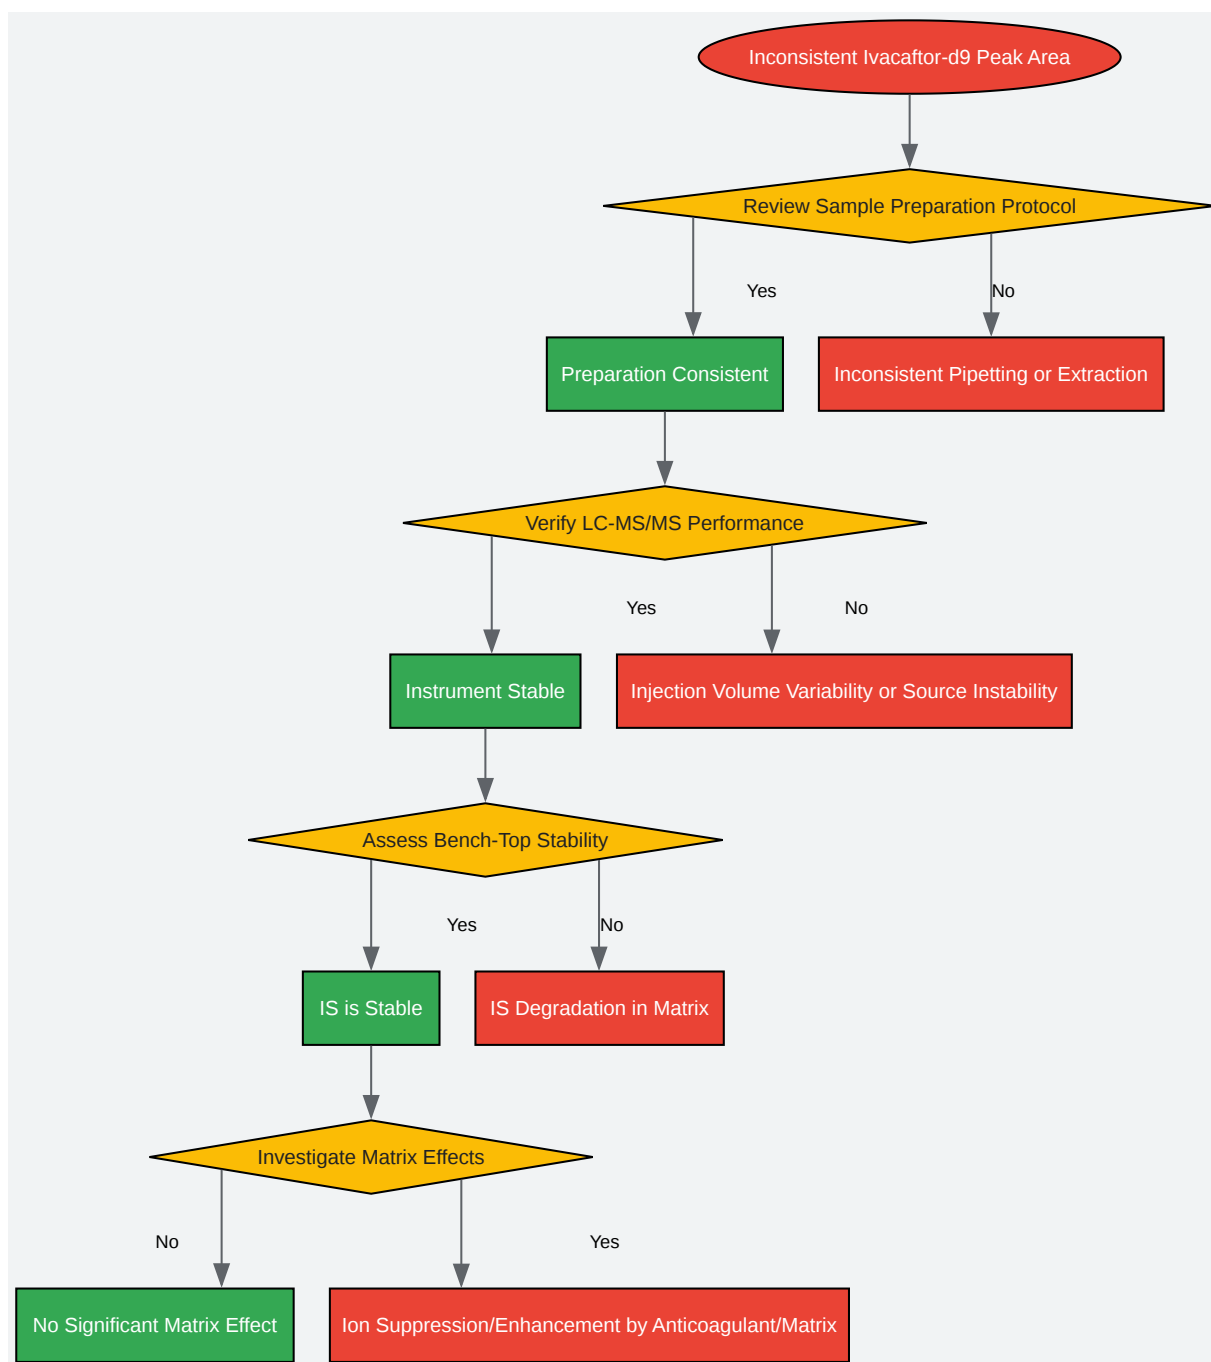 Inconsistent Ivacaftor-d9 Peak Area
Review Sample Preparation Protocol
Yes
No
Preparation Consistent
Inconsistent Pipetting or Extraction
Verify LC-MS/MS Performance
Yes
No
Instrument Stable
Injection Volume Variability or Source Instability
Assess Bench-Top Stability
Yes
No
IS is Stable
IS Degradation in Matrix
Investigate Matrix Effects
No
Yes
No Significant Matrix Effect
Ion Suppression/Enhancement by Anticoagulant/Matrix